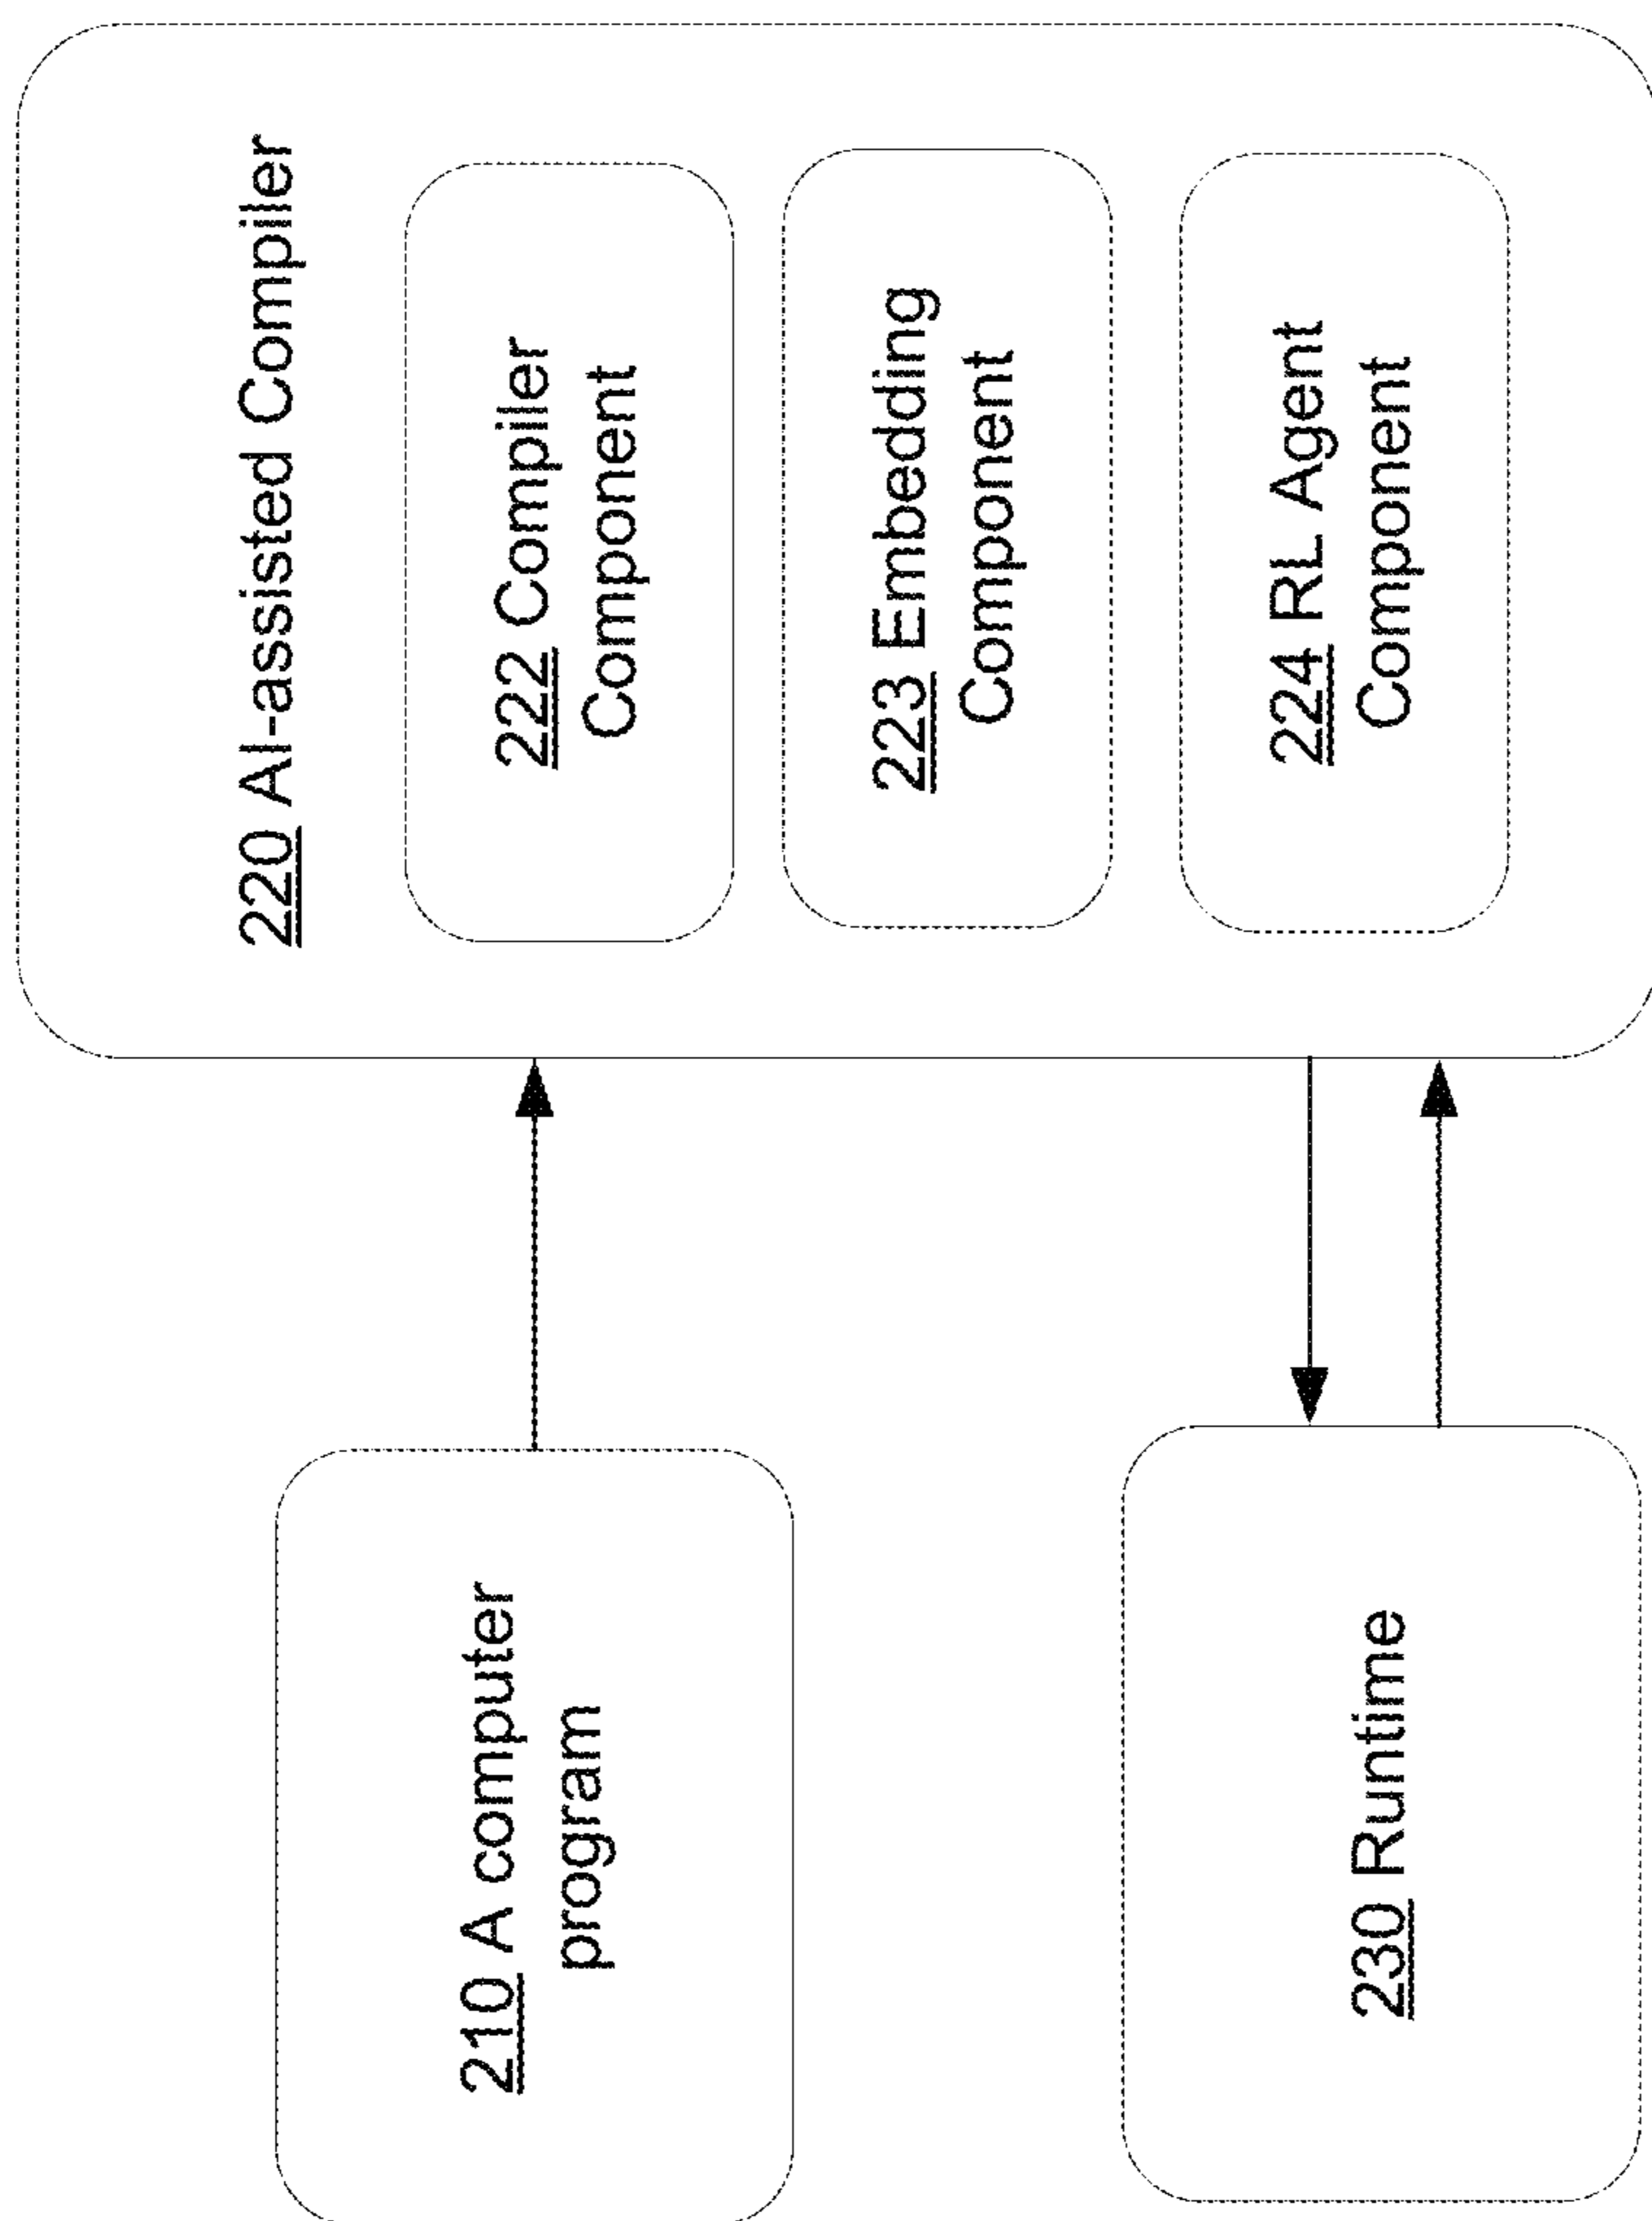 210 A computer
program
220 AI-assisted Compiler
222 Compiler
Component
223 Embedding
Component
224 RL Agent
Component
230 Runtime